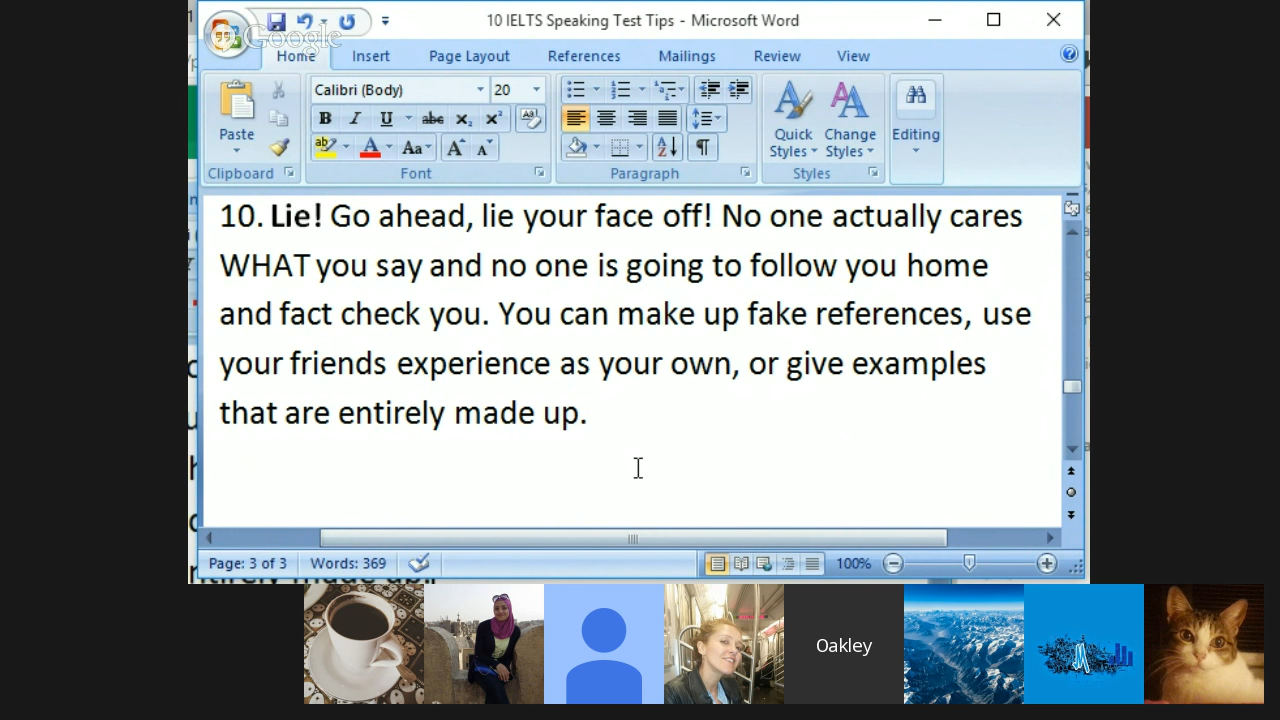 10 IELTS Speaking Test Tips - Microsoft Word
Google
Home Insert Page Layout References Mailings Review View
Calibri (Body) 20
Paste
Quick Styles
Change Styles
Editing
Clipboard Font Paragraph Styles
10. Lie! Go ahead, lie your face off! No one actually cares
WHAT you say and no one is going to follow you home
and fact check you. You can make up fake references, use
your friends experience as your own, or give examples
that are entirely made up.
Page: 3 of 3 Words: 369 100%
Oakley